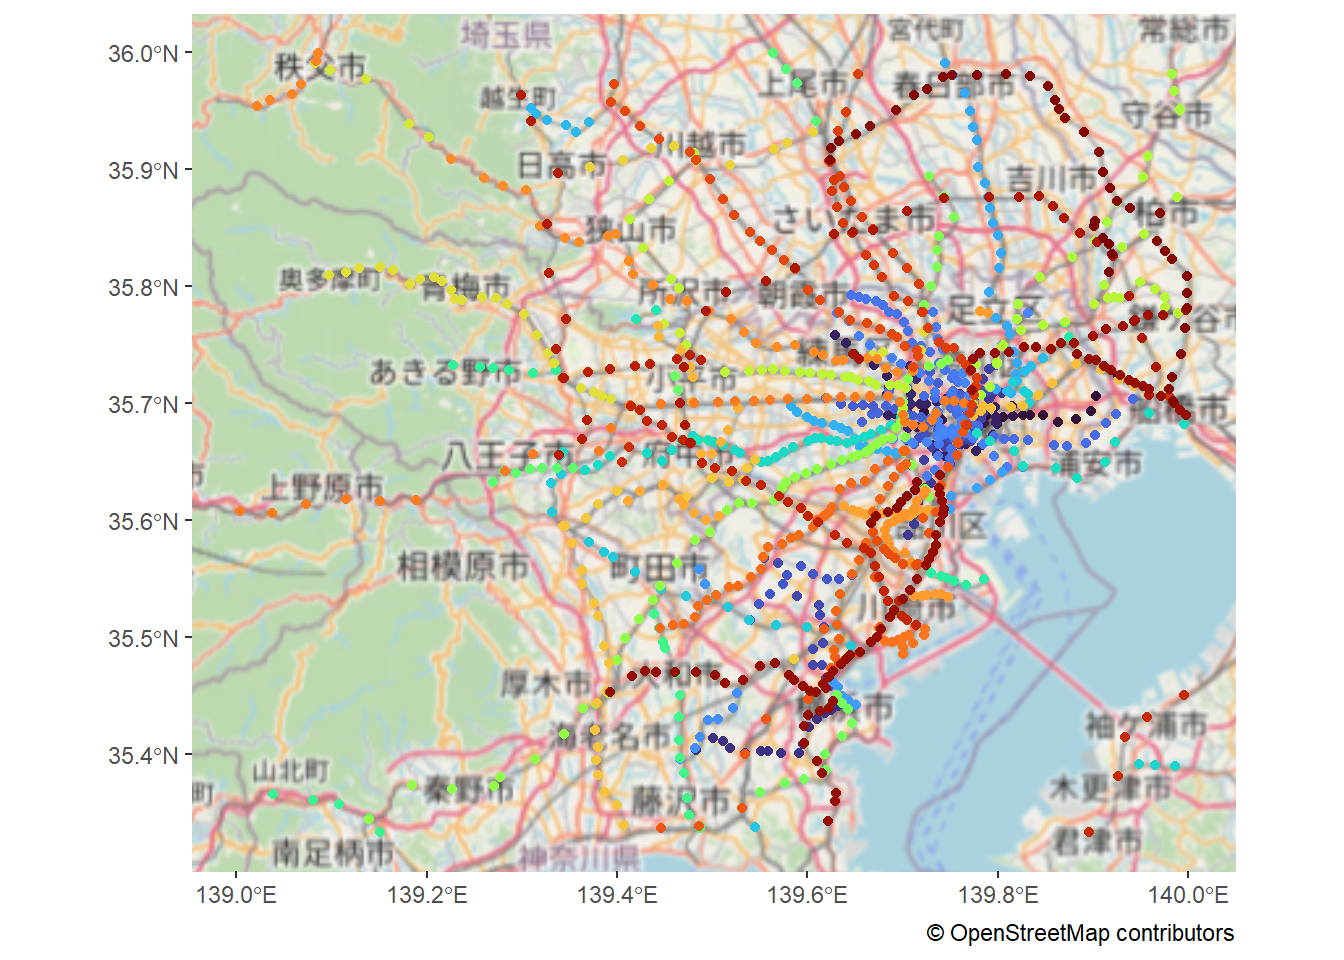 36.0°N
35.9°N
35.8°N
35.7°N
35.6°N
35.5°N
35.4°N
139.0°E
139.2°E
139.4°E
139.6°E
139.8°E
140.0°E
埼玉県
宮代町
常総市
秩父市
上尾市
春日部市
越生町
守谷市
川越市
日高市
吉川市
柏市
さいたま市
狭山市
奥多摩町
青梅市
所沢市
朝霞市
足立区
あきる野市
小平市
八王子市
府中市
浦安市
上野原市
品川区
相模原市
町田市
川崎市
厚木市
大和市
海老名市
袖ケ浦市
山北町
秦野市
藤沢市
木更津市
君津市
南足柄市
神奈川県
© OpenStreetMap contributors